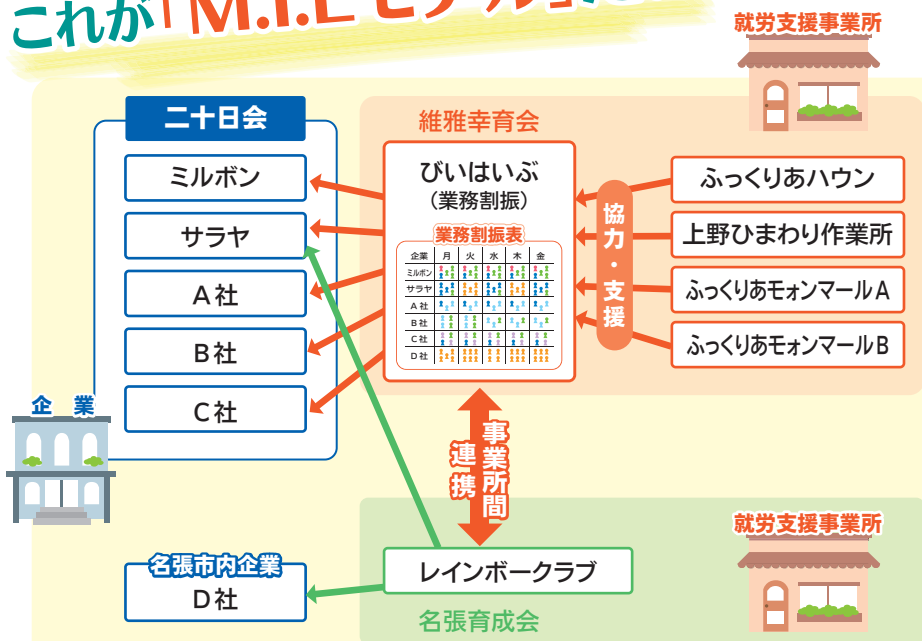 これが「M.I.E モデル」
就労支援事業所
二十日会
ミルボン
サラヤ
A社
B社
C社
企業
維雅幸育会
びいはいぶ
(業務割振)
業務割振表
企業 月 火 水 木 金
ミルボン
サラヤ
A社
B社
C社
D社
協力・支援
ふっくりあハウン
上野ひまわり作業所
ふっくりあモォンマールA
ふっくりあモォンマールB
事業所間
連携
就労支援事業所
名張市内企業
D社
レインボークラブ
名張育成会